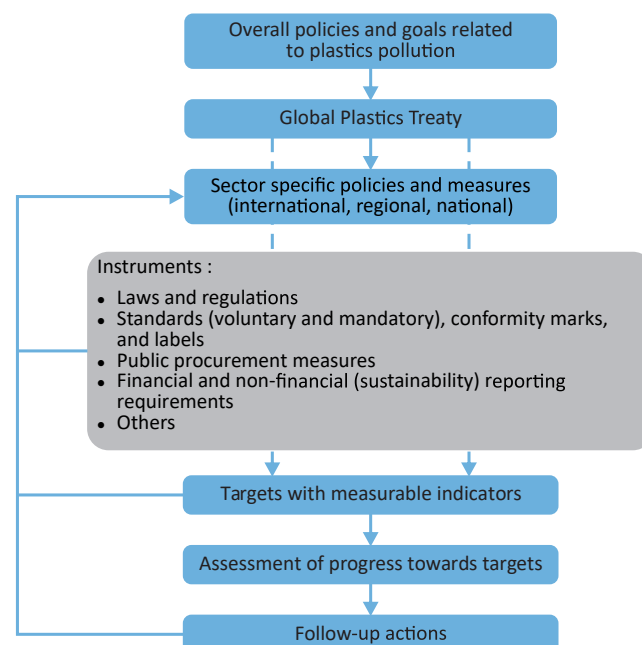 Overall policies and goals related
to plastics pollution
Global Plastics Treaty
Sector specific policies and measures
(international, regional, national)
Instruments :
• Laws and regulations
• Standards (voluntary and mandatory), conformity marks,
and labels
• Public procurement measures
• Financial and non-financial (sustainability) reporting
requirements
• Others
Targets with measurable indicators
Assessment of progress towards targets
Follow-up actions